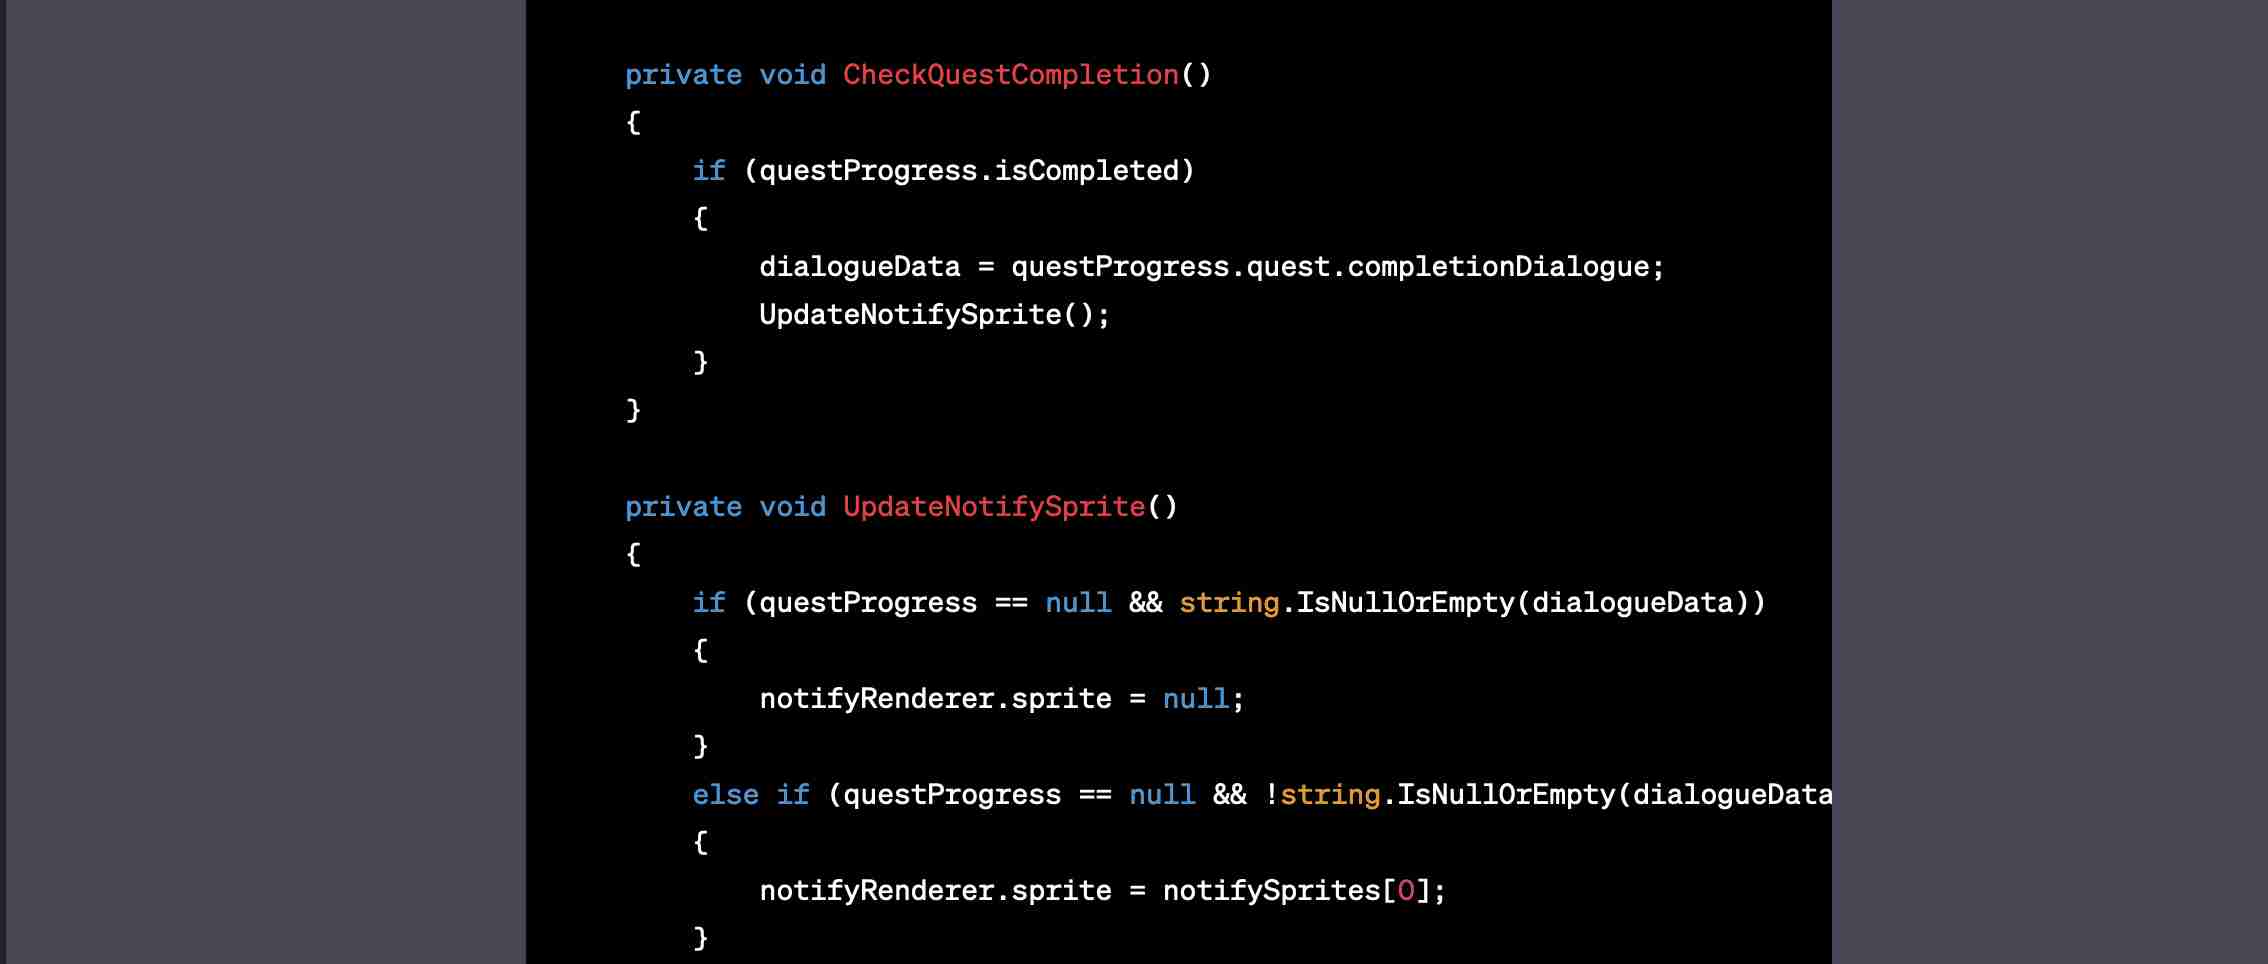 private void CheckQuestCompletion()
{
    if (questProgress.isCompleted)
    {
        dialogueData = questProgress.quest.completionDialogue;
        UpdateNotifySprite();
    }
}

private void UpdateNotifySprite()
{
    if (questProgress == null && string.IsNullOrEmpty(dialogueData))
    {
        notifyRenderer.sprite = null;
    }
    else if (questProgress == null && !string.IsNullOrEmpty(dialogueData
    {
        notifyRenderer.sprite = notifySprites[0];
    }